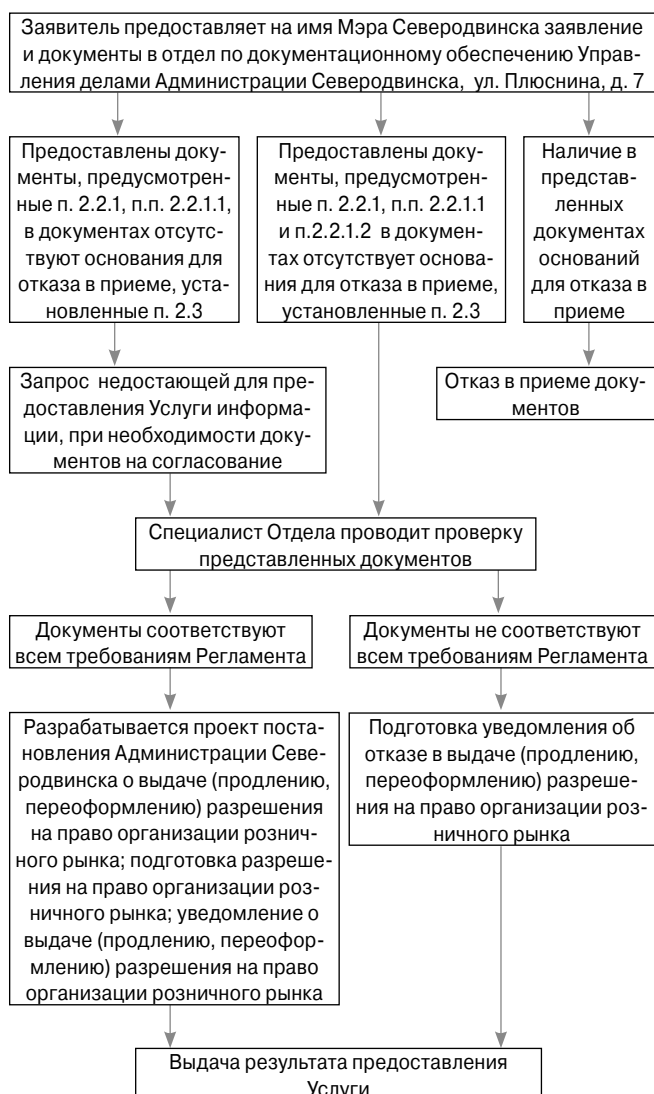 Заявитель предоставляет на имя Мэра Северодвинска заявление
и документы в отдел по документационному обеспечению Управ-
ления делами Администрации Северодвинска, ул. Плюснина, д. 7
Предоставлены доку-
менты, предусмотрен-
ные п. 2.2.1, п.п. 2.2.1.1,
в документах отсутс-
твуют основания для
отказа в приеме, уста-
новленные п. 2.3
Предоставлены доку-
менты, предусмотрен-
ные п. 2.2.1, п.п. 2.2.1.1
и п.2.2.1.2 в докумен-
тах отсутствует основа-
ния для отказа в приеме,
установленные п. 2.3
Наличие в
представ-
ленных
документах
оснований
для отказа в
приеме
Запрос недостающей для пре-
доставления Услуги информа-
ции, при необходимости доку-
ментов на согласование
Отказ в приеме доку-
ментов
Специалист Отдела проводит проверку
представленных документов
Документы соответствуют
всем требованиям Регламента
Документы не соответствуют
всем требованиям Регламента
Разрабатывается проект поста-
новления Администрации Севе-
родвинска о выдаче (продлению,
переоформлению) разрешения
на право организации рознич-
ного рынка; подготовка разреше-
ния на право организации роз-
ничного рынка; уведомление о
выдаче (продлению, переофор-
млению) разрешения на право
организации розничного рынка
Подготовка уведомления об
отказе в выдаче (продлению,
переоформлению) разреше-
ния на право организации роз-
ничного рынка
Выдача результата предоставления
Услуги